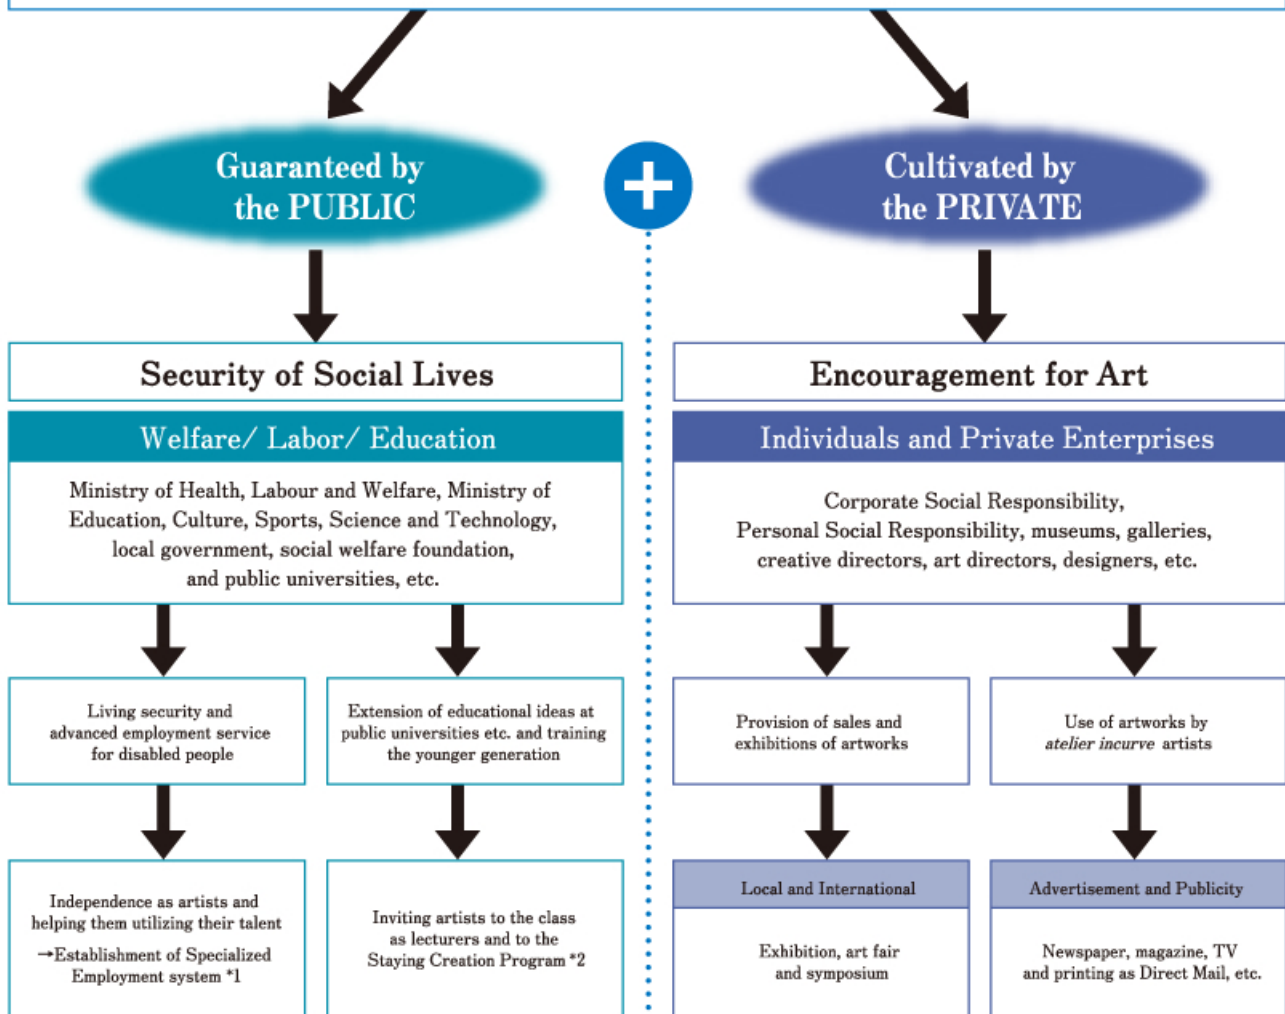 Guaranteed by
the PUBLIC
+
Cultivated by
the PRIVATE
Security of Social Lives
Welfare/ Labor/ Education
Ministry of Health, Labour and Welfare, Ministry of
Education, Culture, Sports, Science and Technology,
local government, social welfare foundation,
and public universities, etc.
Living security and
advanced employment service
for disabled people
Extension of educational ideas at
public universities etc. and training
the younger generation
Independence as artists and
helping them utilizing their talent
→Establishment of Specialized
Employment system *1
Inviting artists to the class
as lecturers and to the
Staying Creation Program *2
Encouragement for Art
Individuals and Private Enterprises
Corporate Social Responsibility,
Personal Social Responsibility, museums, galleries,
creative directors, art directors, designers, etc.
Provision of sales and
exhibitions of artworks
Use of artworks by
atelier incurve artists
Local and International
Exhibition, art fair
and symposium
Advertisement and Publicity
Newspaper, magazine, TV
and printing as Direct Mail, etc.